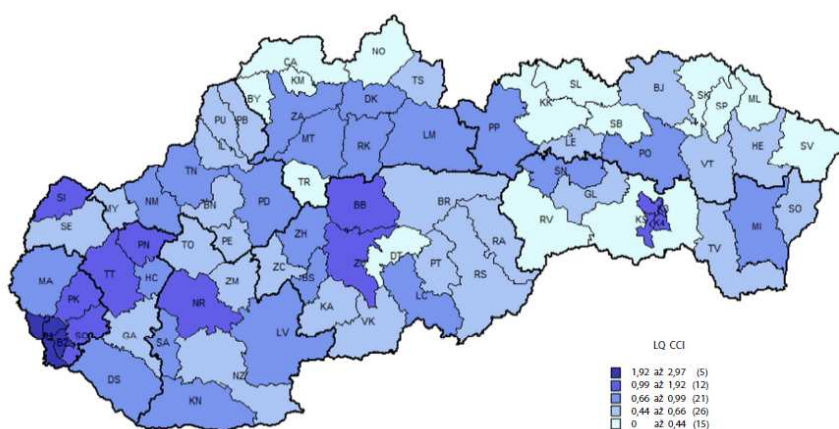 NO
CA
KM
TS
BY
SL
BJ
SK
SP
ML
KK
SB
PU
PB
ZA
DK
MT
RK
LM
PP
LE
PO
VT
HE
SV
IL
TN
TR
SN
GL
SI
MY
NM
BN
PD
BB
BR
RV
KS
MI
SO
SE
PE
ZH
TV
PN
TO
ZC
BS
DT
PT
RA
RS
MA
TT
HC
ZM
KA
VK
LC
PK
NR
LV
SC
GA
SA
NZ
B2
DS
KN
LQ CCI
1,92 až 2,97 (5)
0,99 až 1,92 (12)
0,66 až 0,99 (21)
0,44 až 0,66 (26)
0 až 0,44 (15)